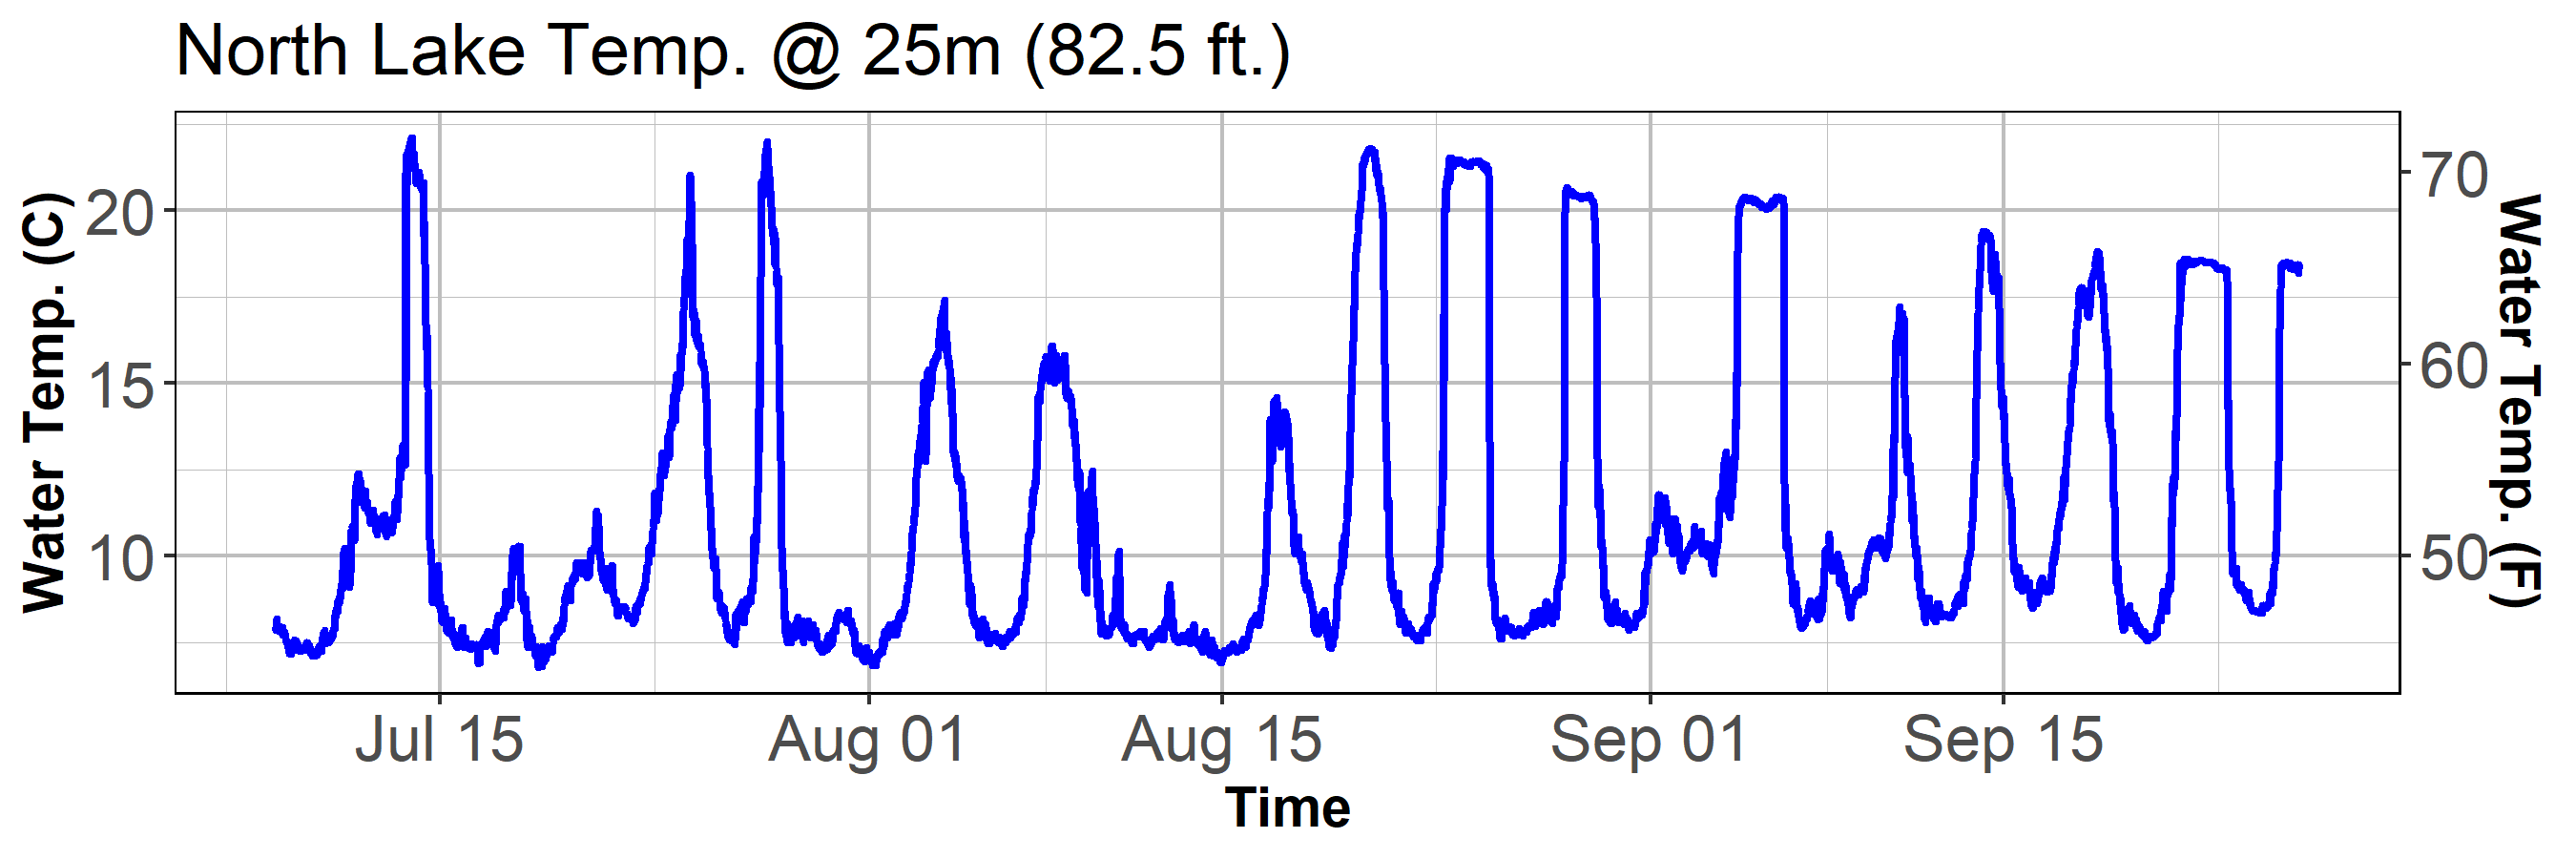 North Lake Temp. @ 25m (82.5 ft.)
Water Temp. (C)
20
15
10
70
60
50
Water Temp. (F)
Jul 15 Aug 01 Aug 15 Sep 01 Sep 15
Time